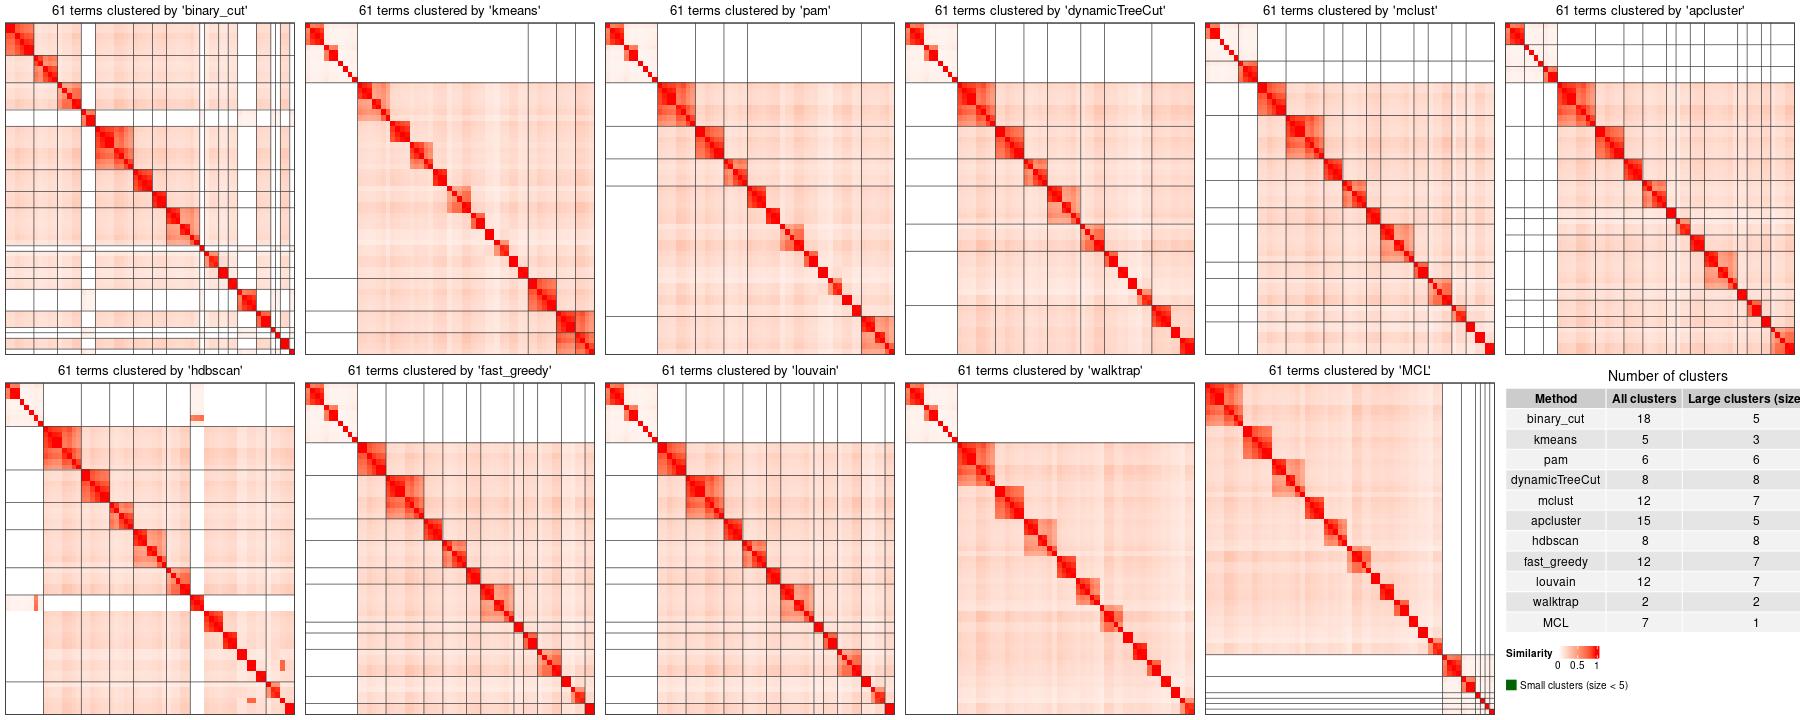 61 terms clustered by 'binary_cut'
61 terms clustered by 'kmeans'
61 terms clustered by 'pam'
61 terms clustered by 'dynamicTreeCut'
61 terms clustered by 'mclust'
61 terms clustered by 'apcluster'
61 terms clustered by 'hdbscan'
61 terms clustered by 'fast_greedy'
61 terms clustered by 'louvain'
61 terms clustered by 'walktrap'
61 terms clustered by 'MCL'
Number of clusters
Method All clusters Large clusters (size
binary_cut 18 5
kmeans 5 3
pam 6 6
dynamicTreeCut 8 8
mclust 12 7
apcluster 15 5
hdbscan 8 8
fast_greedy 12 7
louvain 12 7
walktrap 2 2
MCL 7 1
Similarity
0 0.5 1
Small clusters (size < 5)